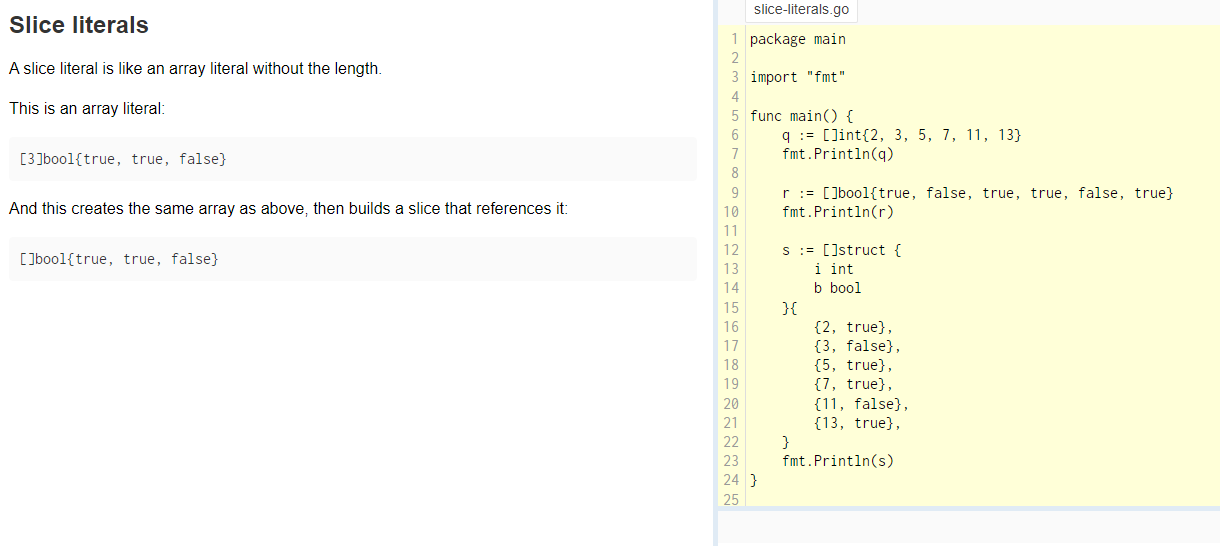 Slice literals
A slice literal is like an array literal without the length.
This is an array literal:
[3]bool{true, true, false}
And this creates the same array as above, then builds a slice that references it:
[]bool{true, true, false}
slice-literals.go
1 package main
2
3 import "fmt"
4
5 func main() {
6     q := []int{2, 3, 5, 7, 11, 13}
7     fmt.Println(q)
8
9     r := []bool{true, false, true, true, false, true}
10     fmt.Println(r)
11
12     s := []struct {
13         i int
14         b bool
15     }{
16         {2, true},
17         {3, false},
18         {5, true},
19         {7, true},
20         {11, false},
21         {13, true},
22     }
23     fmt.Println(s)
24 }
25